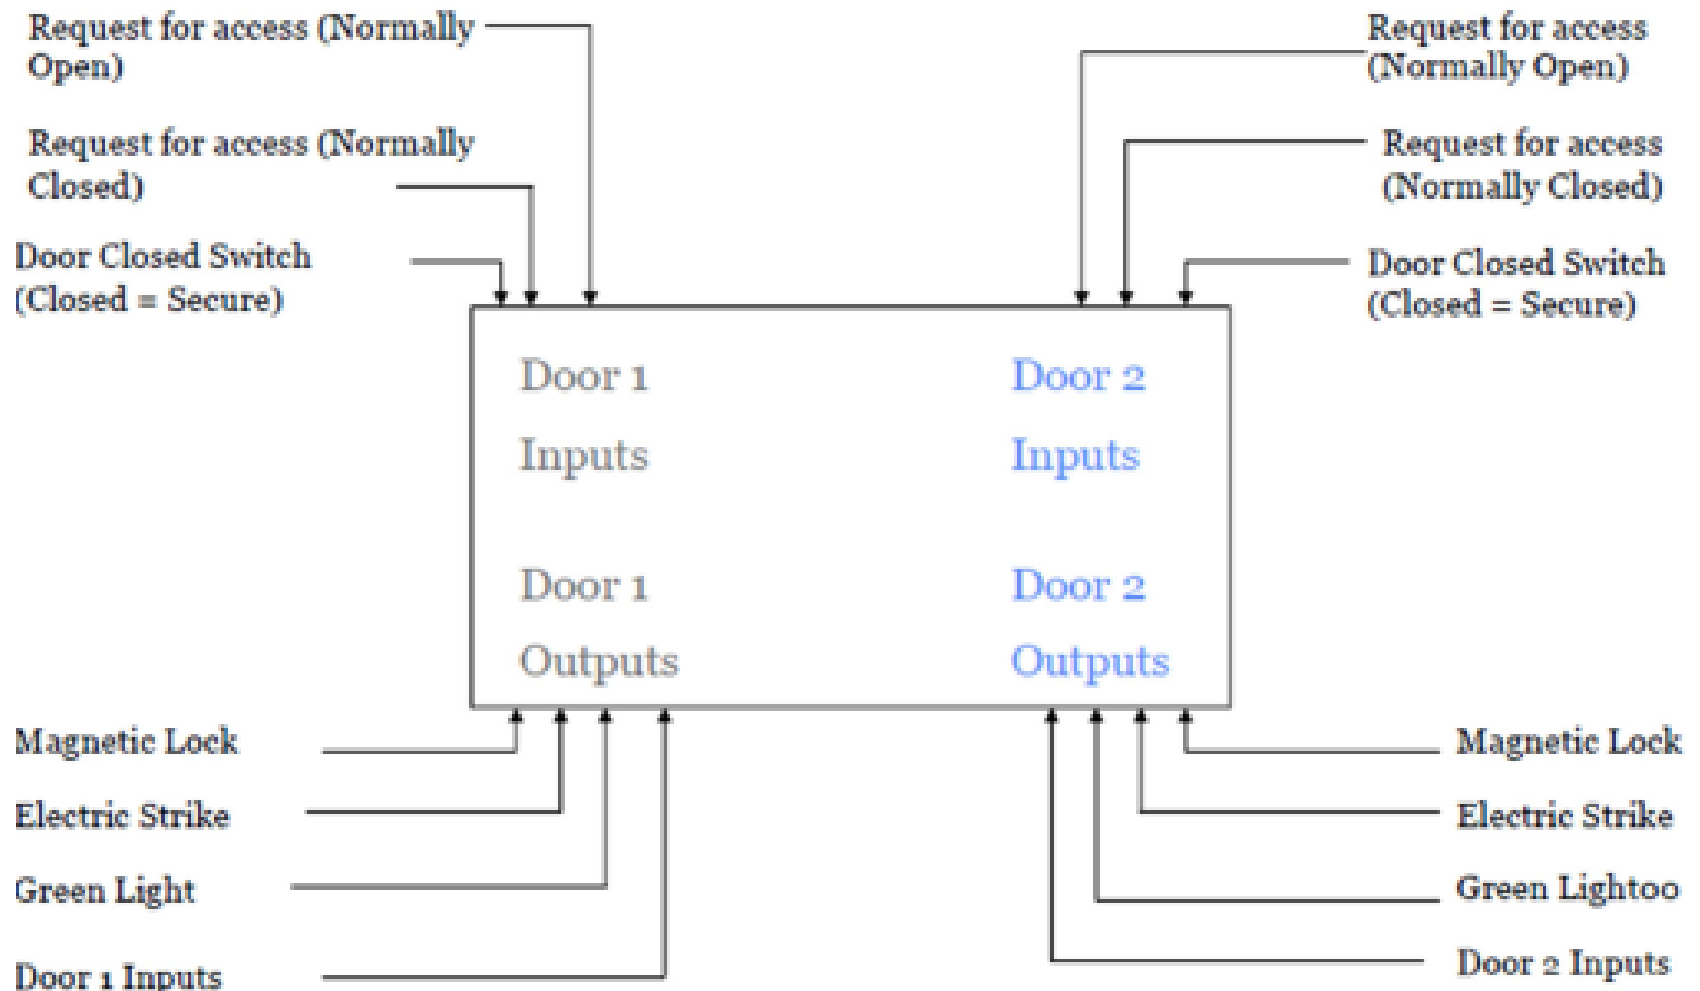 Request for access (Normally
Open)
Request for access (Normally
Closed)
Door Closed Switch
(Closed = Secure)
Request for access
(Normally Open)
Request for access
(Normally Closed)
Door Closed Switch
(Closed = Secure)
Door 1
Inputs
Door 2
Inputs
Door 1
Outputs
Door 2
Outputs
Magnetic Lock
Electric Strike
Green Light
Door 1 Inputs
Magnetic Lock
Electric Strike
Green Lightoo
Door 2 Inputs